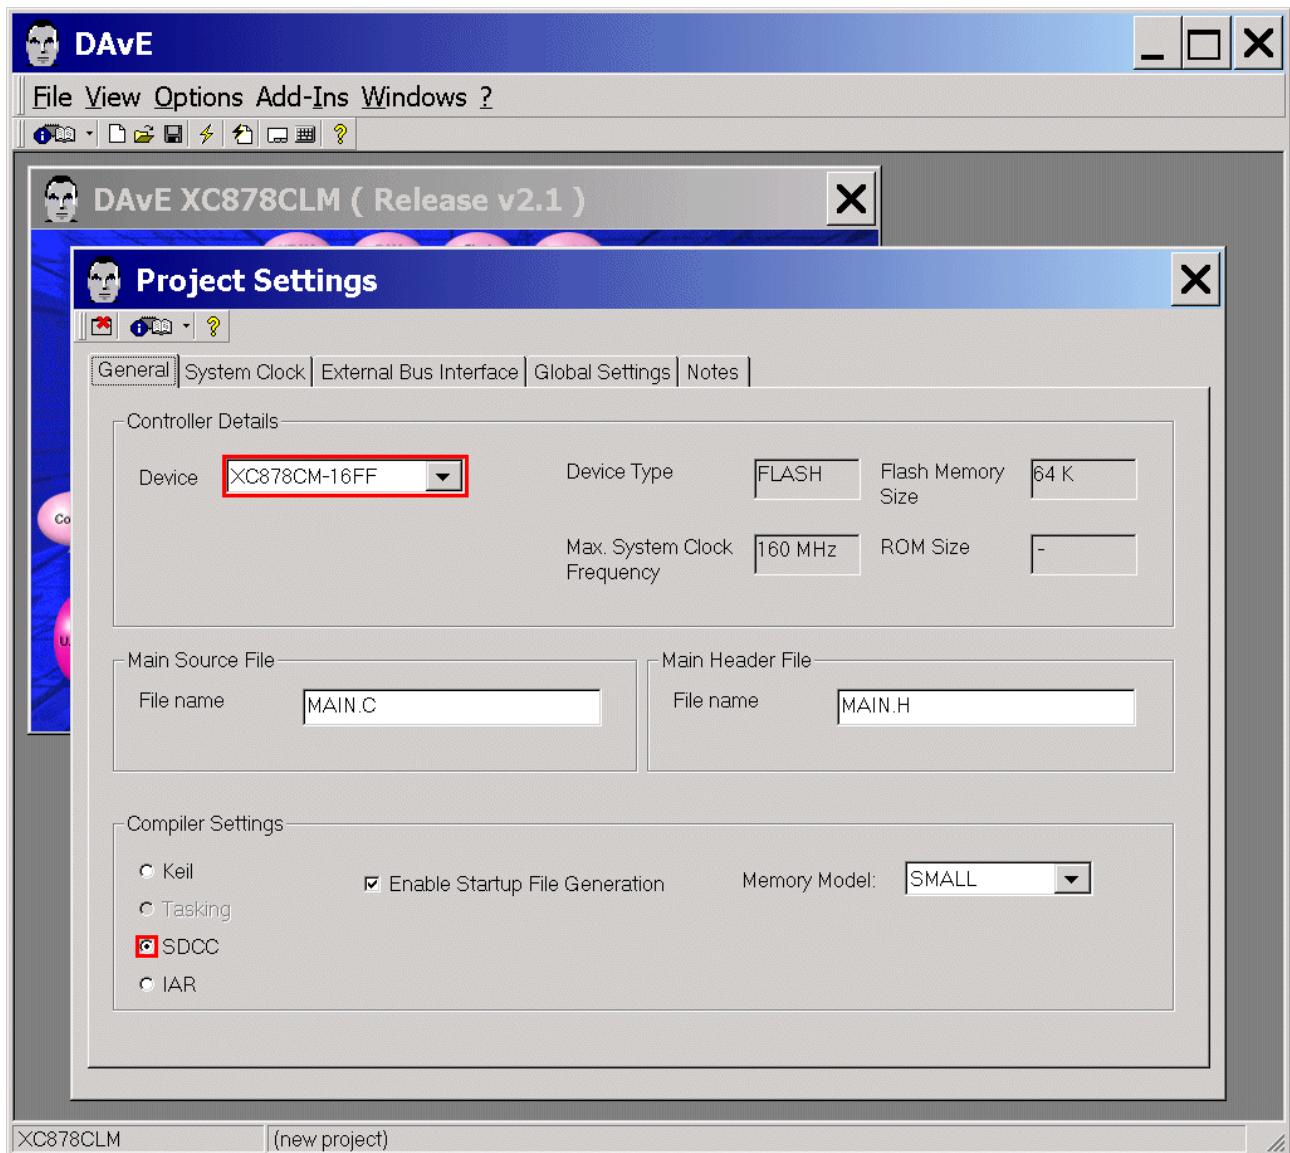 DAvE
File View Options Add-Ins Windows ?
DAvE XC878CLM ( Release v2.1 )
Project Settings
General System Clock External Bus Interface Global Settings Notes
Controller Details
Device XC878CM-16FF Device Type FLASH Flash Memory Size 64 K
Max. System Clock Frequency 160 MHz ROM Size -
Main Source File Main Header File
File name MAIN.C File name MAIN.H
Compiler Settings
Keil
Enable Startup File Generation Memory Model: SMALL
Tasking
SDCC
IAR
Co
U.
XC878CLM (new project)